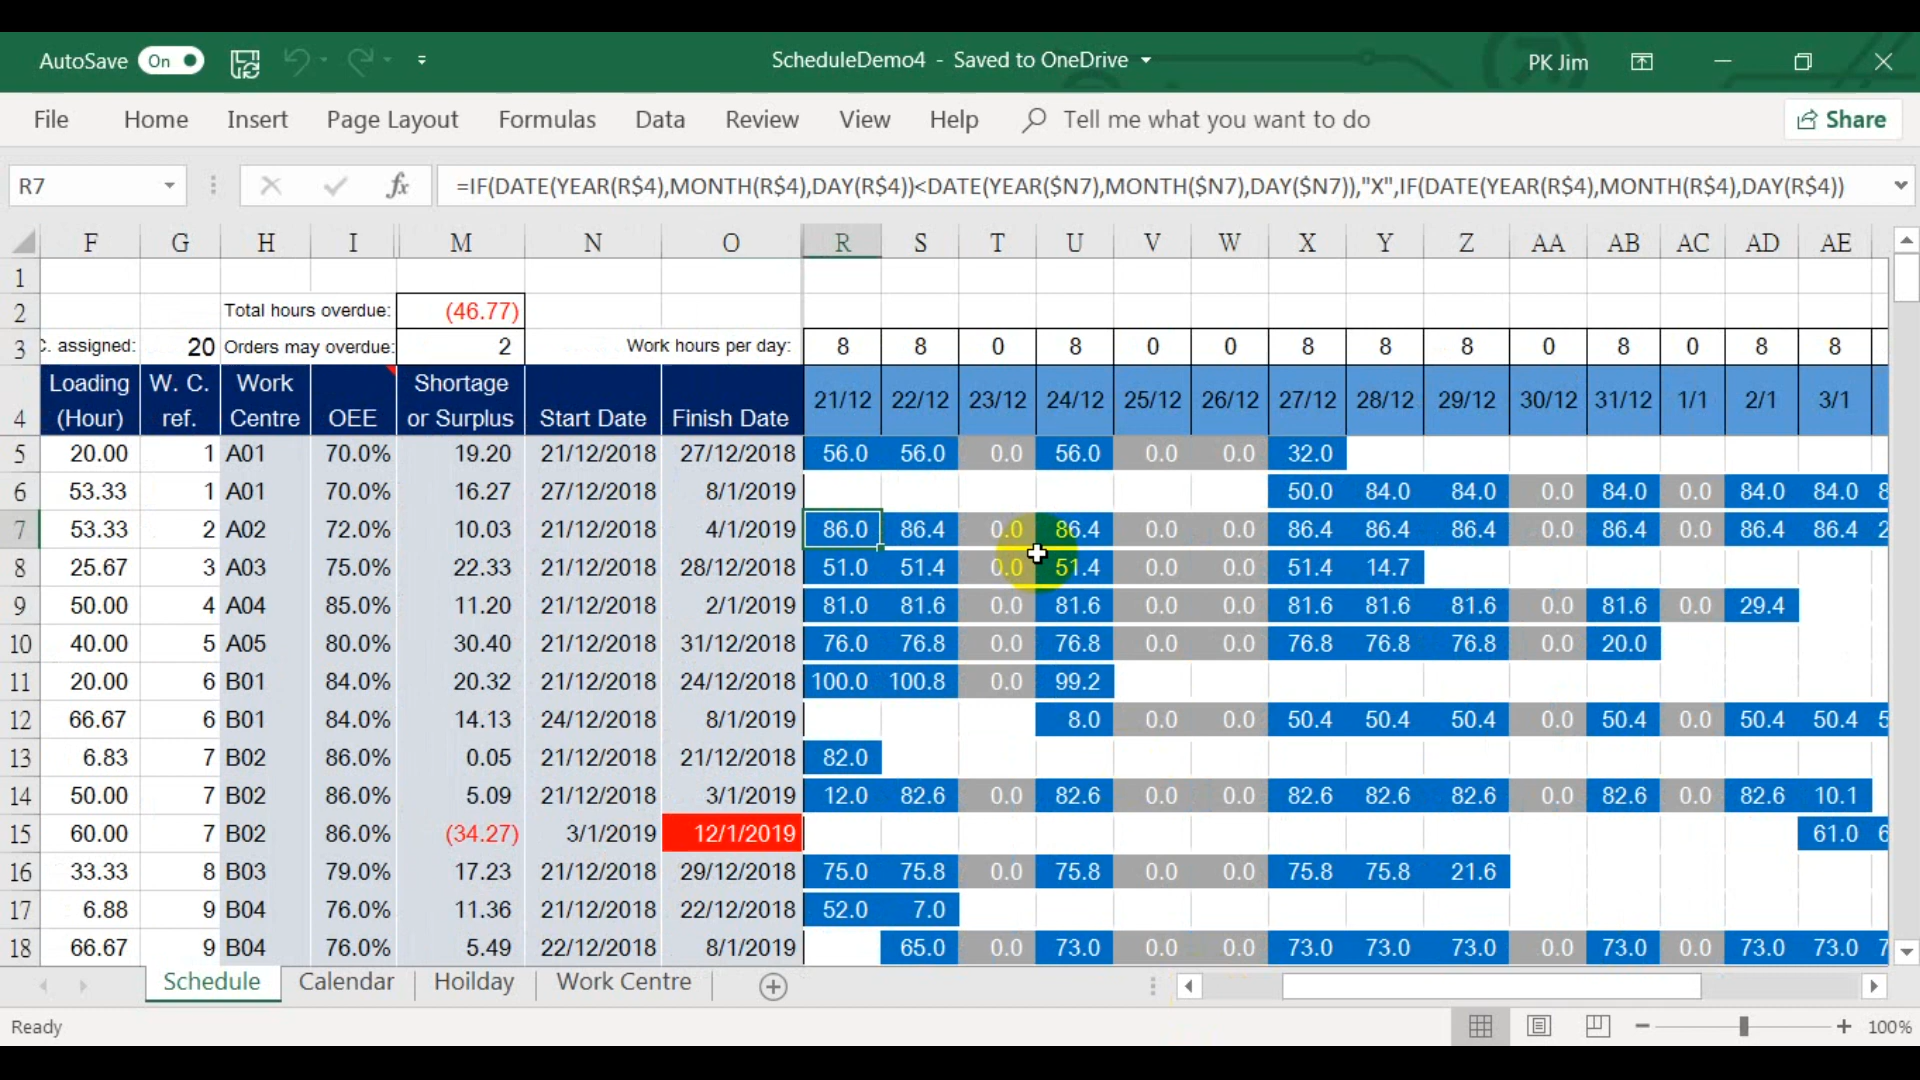 AutoSave On ScheduleDemo4 - Saved to OneDrive PK Jim
File Home Insert Page Layout Formulas Data Review View Help Tell me what you want to do Share
R7 fx =IF(DATE(YEAR(R$4),MONTH(R$4),DAY(R$4))<DATE(YEAR($N7),MONTH($N7),DAY($N7)),"X",IF(DATE(YEAR(R$4),MONTH(R$4),DAY(R$4))
F G H I M N O R S T U V W X Y Z AA AB AC AD AE
1
2 Total hours overdue: (46.77)
3 C. assigned: 20 Orders may overdue: 2 Work hours per day: 8 8 0 8 0 0 8 8 8 0 8 0 8 8
Loading W. C. Work Shortage
4 (Hour) ref. Centre OEE or Surplus Start Date Finish Date 21/12 22/12 23/12 24/12 25/12 26/12 27/12 28/12 29/12 30/12 31/12 1/1 2/1 3/1
5 20.00 1 A01 70.0% 19.20 21/12/2018 27/12/2018 56.0 56.0 0.0 56.0 0.0 0.0 32.0
6 53.33 1 A01 70.0% 16.27 27/12/2018 8/1/2019 50.0 84.0 84.0 0.0 84.0 0.0 84.0 84.0 8
7 53.33 2 A02 72.0% 10.03 21/12/2018 4/1/2019 86.0 86.4 0.0 86.4 0.0 0.0 86.4 86.4 86.4 0.0 86.4 0.0 86.4 86.4 2
8 25.67 3 A03 75.0% 22.33 21/12/2018 28/12/2018 51.0 51.4 0.0 51.4 0.0 0.0 51.4 14.7
9 50.00 4 A04 85.0% 11.20 21/12/2018 2/1/2019 81.0 81.6 0.0 81.6 0.0 0.0 81.6 81.6 81.6 0.0 81.6 0.0 29.4
10 40.00 5 A05 80.0% 30.40 21/12/2018 31/12/2018 76.0 76.8 0.0 76.8 0.0 0.0 76.8 76.8 76.8 0.0 20.0
11 20.00 6 B01 84.0% 20.32 21/12/2018 24/12/2018 100.0 100.8 0.0 99.2
12 66.67 6 B01 84.0% 14.13 24/12/2018 8/1/2019 8.0 0.0 0.0 50.4 50.4 50.4 0.0 50.4 0.0 50.4 50.4 5
13 6.83 7 B02 86.0% 0.05 21/12/2018 21/12/2018 82.0
14 50.00 7 B02 86.0% 5.09 21/12/2018 3/1/2019 12.0 82.6 0.0 82.6 0.0 0.0 82.6 82.6 82.6 0.0 82.6 0.0 82.6 10.1
15 60.00 7 B02 86.0% (34.27) 3/1/2019 12/1/2019 61.0 6
16 33.33 8 B03 79.0% 17.23 21/12/2018 29/12/2018 75.0 75.8 0.0 75.8 0.0 0.0 75.8 75.8 21.6
17 6.88 9 B04 76.0% 11.36 21/12/2018 22/12/2018 52.0 7.0
18 66.67 9 B04 76.0% 5.49 22/12/2018 8/1/2019 65.0 0.0 73.0 0.0 0.0 73.0 73.0 73.0 0.0 73.0 0.0 73.0 73.0 7
Schedule Calendar Hoilday Work Centre
Ready 100%